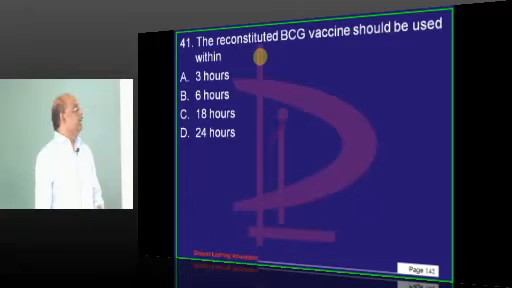 41. The reconstituted BCG vaccine should be used
within
A. 3 hours
B. 6 hours
C. 18 hours
D. 24 hours
Page 143